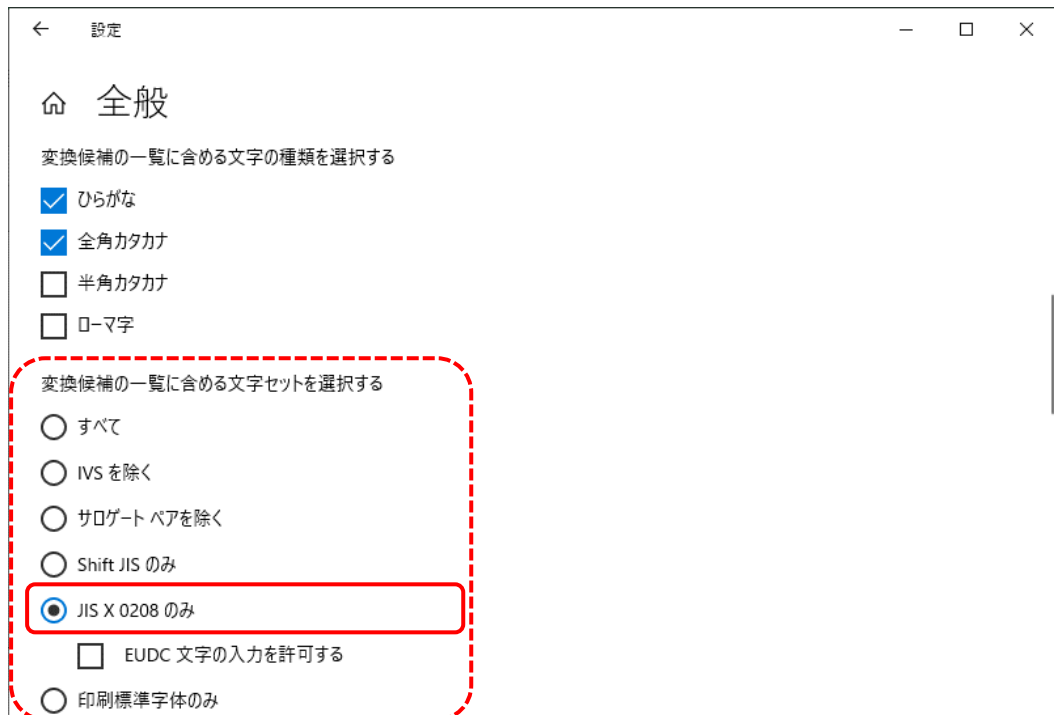 設定
全般
変換候補の一覧に含める文字の種類を選択する
ひらがな
全角カタカナ
半角カタカナ
ローマ字
変換候補の一覧に含める文字セットを選択する
すべて
IVS を除く
サロゲート ペアを除く
Shift JIS のみ
JIS X 0208 のみ
EUDC 文字の入力を許可する
印刷標準字体のみ